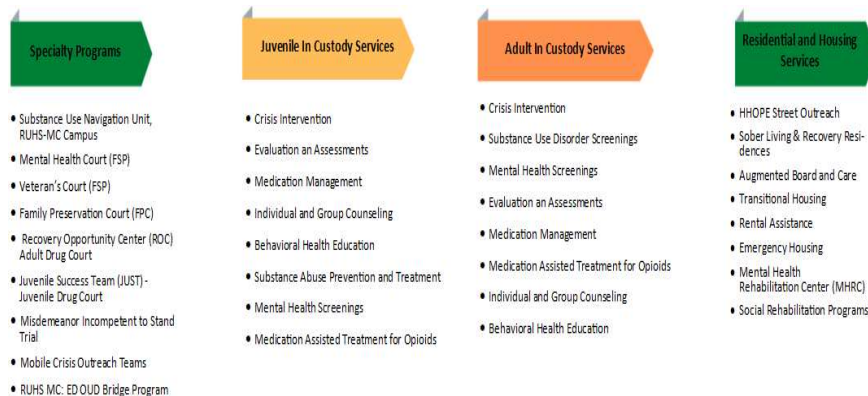 Specialty Programs
• Substance Use Navigation Unit,
RUHS-MC Campus
• Mental Health Court (FSP)
• Veteran's Court (FSP)
• Family Preservation Court (FPC)
• Recovery Opportunity Center (ROC)
Adult Drug Court
• Juvenile Success Team (JUST) -
Juvenile Drug Court
• Misdemeanor Incompetent to Stand
Trial
• Mobile Crisis Outreach Teams
• RUHS MC: ED OUD Bridge Program
Juvenile In Custody Services
• Crisis Intervention
• Evaluation an Assessments
• Medication Management
• Individual and Group Counseling
• Behavioral Health Education
• Substance Abuse Prevention and Treatment
• Mental Health Screenings
• Medication Assisted Treatment for Opioids
Adult In Custody Services
• Crisis Intervention
• Substance Use Disorder Screenings
• Mental Health Screenings
• Evaluation an Assessments
• Medication Management
• Medication Assisted Treatment for Opioids
• Individual and Group Counseling
• Behavioral Health Education
Residential and Housing
Services
• HHOPE Street Outreach
• Sober Living & Recovery Resi-
dences
• Augmented Board and Care
• Transitional Housing
• Rental Assistance
• Emergency Housing
• Mental Health
Rehabilitation Center (MHRC)
• Social Rehabilitation Programs